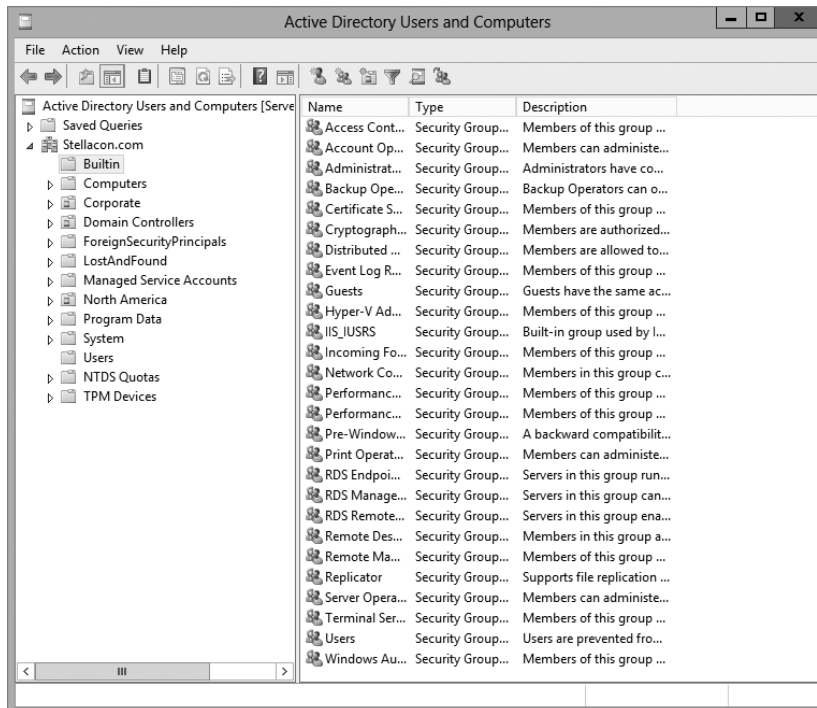 Active Directory Users and Computers
File Action View Help
Active Directory Users and Computers [Serve
Saved Queries
Stellacon.com
Builtin
Computers
Corporate
Domain Controllers
ForeignSecurityPrincipals
LostAndFound
Managed Service Accounts
North America
Program Data
System
Users
NTDS Quotas
TPM Devices
Name Type Description
Access Cont... Security Group... Members of this group ...
Account Op... Security Group... Members can administe...
Administrat... Security Group... Administrators have co...
Backup Ope... Security Group... Backup Operators can o...
Certificate S... Security Group... Members of this group ...
Cryptograph... Security Group... Members are authorized...
Distributed ... Security Group... Members are allowed to...
Event Log R... Security Group... Members of this group ...
Guests Security Group... Guests have the same ac...
Hyper-V Ad... Security Group... Members of this group ...
IIS_IUSRS Security Group... Built-in group used by I...
Incoming Fo... Security Group... Members of this group ...
Network Co... Security Group... Members in this group c...
Performanc... Security Group... Members of this group ...
Performanc... Security Group... Members of this group ...
Pre-Window... Security Group... A backward compatibilit...
Print Operat... Security Group... Members can administe...
RDS Endpoi... Security Group... Servers in this group run...
RDS Manage... Security Group... Servers in this group can...
RDS Remote... Security Group... Servers in this group ena...
Remote Des... Security Group... Members in this group a...
Remote Ma... Security Group... Members of this group ...
Replicator Security Group... Supports file replication ...
Server Opera... Security Group... Members can administe...
Terminal Ser... Security Group... Members of this group ...
Users Security Group... Users are prevented fro...
Windows Au... Security Group... Members of this group ...